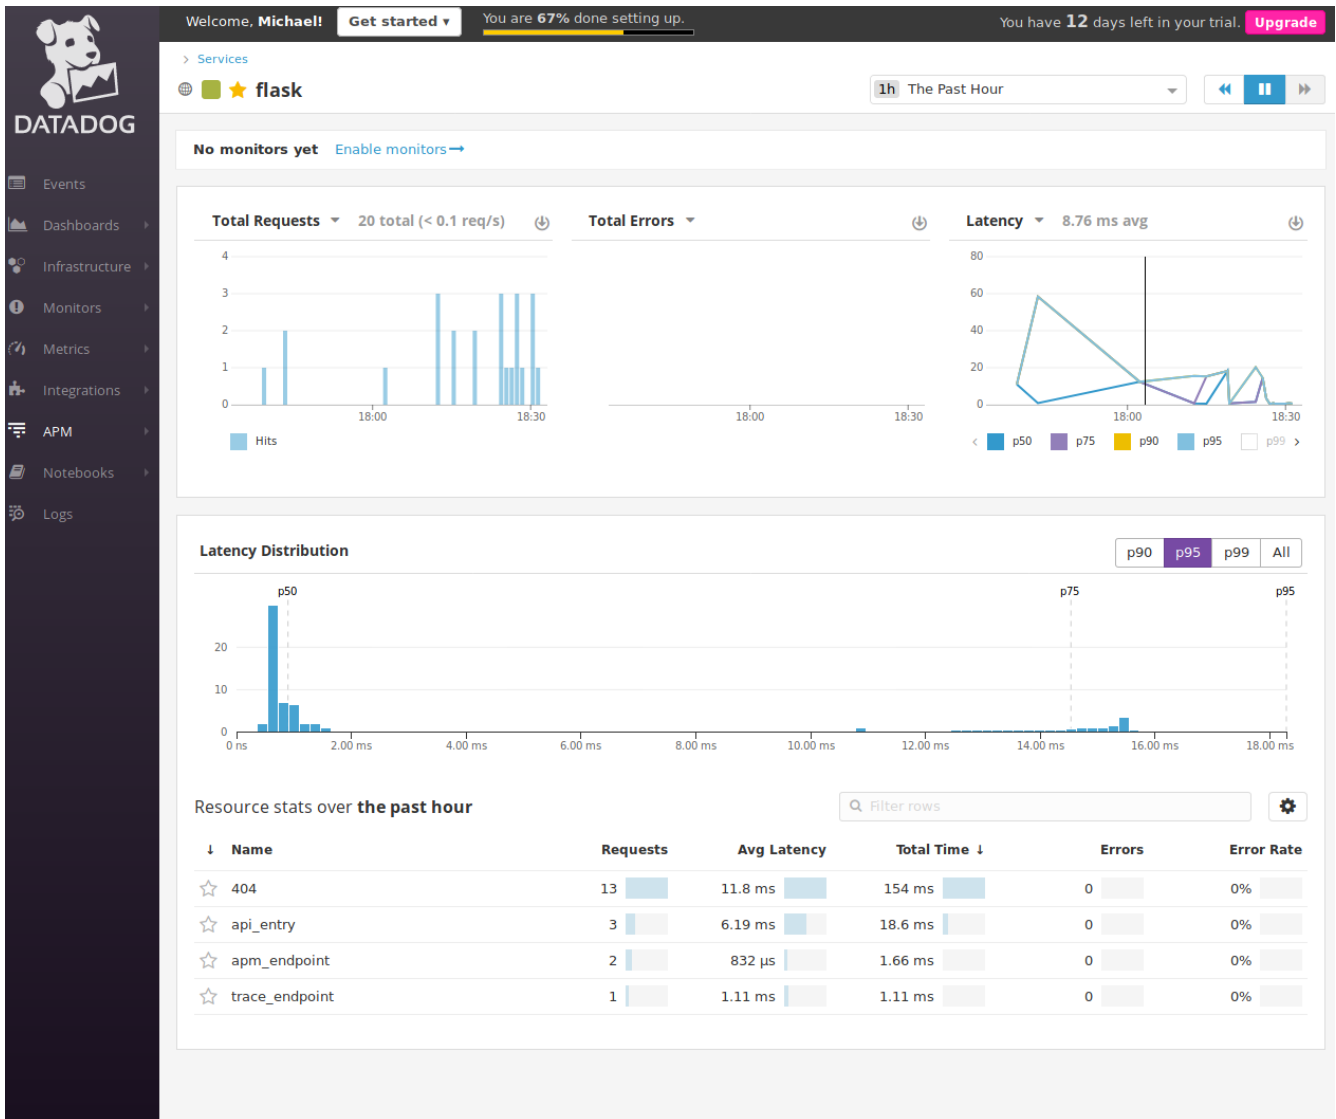 Welcome, Michael! Get started ▾ You are 67% done setting up. You have 12 days left in your trial. Upgrade
DATADOG
Events
Dashboards
Infrastructure
Monitors
Metrics
Integrations
APM
Notebooks
Logs
> Services
flask
1h The Past Hour
No monitors yet Enable monitors→
Total Requests 20 total (< 0.1 req/s)
4
3
2
1
0
18:00 18:30
Hits
Total Errors
18:00 18:30
Latency 8.76 ms avg
80
60
40
20
0
18:00 18:30
‹ p50 p75 p90 p95 p99 ›
Latency Distribution
p90 p95 p99 All
p50 p75 p95
20
10
0
0 ns 2.00 ms 4.00 ms 6.00 ms 8.00 ms 10.00 ms 12.00 ms 14.00 ms 16.00 ms 18.00 ms
Resource stats over the past hour
Filter rows
↓ Name Requests Avg Latency Total Time ↓ Errors Error Rate
404 13 11.8 ms 154 ms 0 0%
api_entry 3 6.19 ms 18.6 ms 0 0%
apm_endpoint 2 832 µs 1.66 ms 0 0%
trace_endpoint 1 1.11 ms 1.11 ms 0 0%